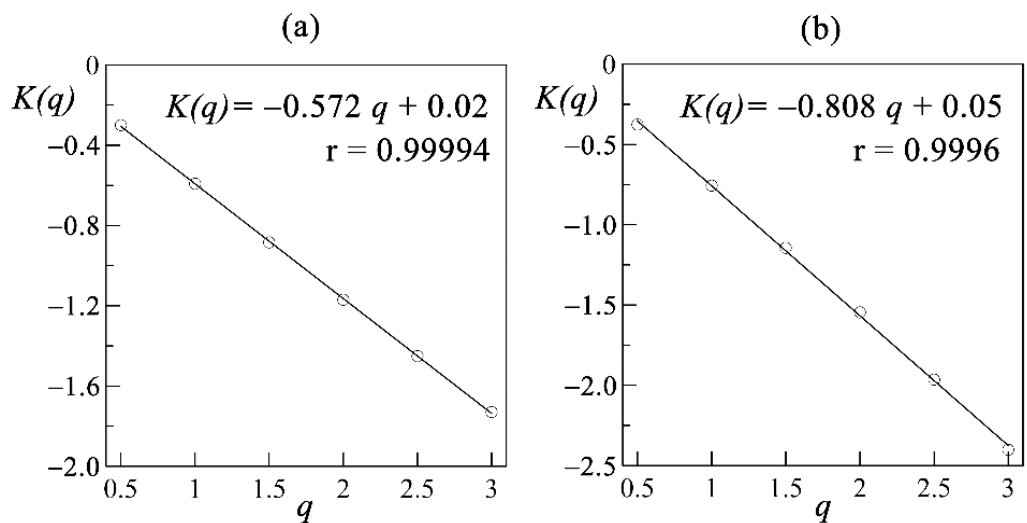 (a)
0
K(q)
K(q) = −0.572 q + 0.02
r = 0.99994
−0.4
−0.8
−1.2
−1.6
−2.0
0.5 1 1.5 2 2.5 3
q
(b)
0
K(q)
K(q) = −0.808 q + 0.05
r = 0.9996
−0.5
−1.0
−1.5
−2.0
−2.5
0.5 1 1.5 2 2.5 3
q